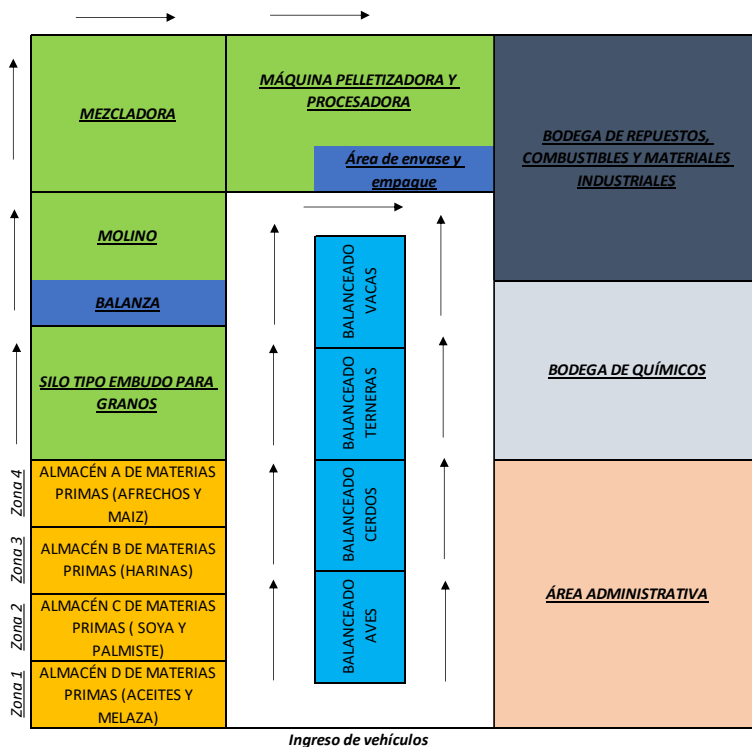 MEZCLADORA
MÁQUINA PELLETIZADORA Y
PROCESADORA
Área de envase y
empaque
BODEGA DE REPUESTOS,
COMBUSTIBLES Y MATERIALES
INDUSTRIALES
MOLINO
BALANZA
SILO TIPO EMBUDO PARA
GRANOS
BALANCEADO
VACAS
BALANCEADO
TERNERAS
BALANCEADO
CERDOS
BALANCEADO
AVES
BODEGA DE QUÍMICOS
ÁREA ADMINISTRATIVA
Zona 4
ALMACÉN A DE MATERIAS
PRIMAS (AFRECHOS Y
MAIZ)
Zona 3
ALMACÉN B DE MATERIAS
PRIMAS (HARINAS)
Zona 2
ALMACÉN C DE MATERIAS
PRIMAS ( SOYA Y
PALMISTE)
Zona 1
ALMACÉN D DE MATERIAS
PRIMAS (ACEITES Y
MELAZA)
Ingreso de vehículos